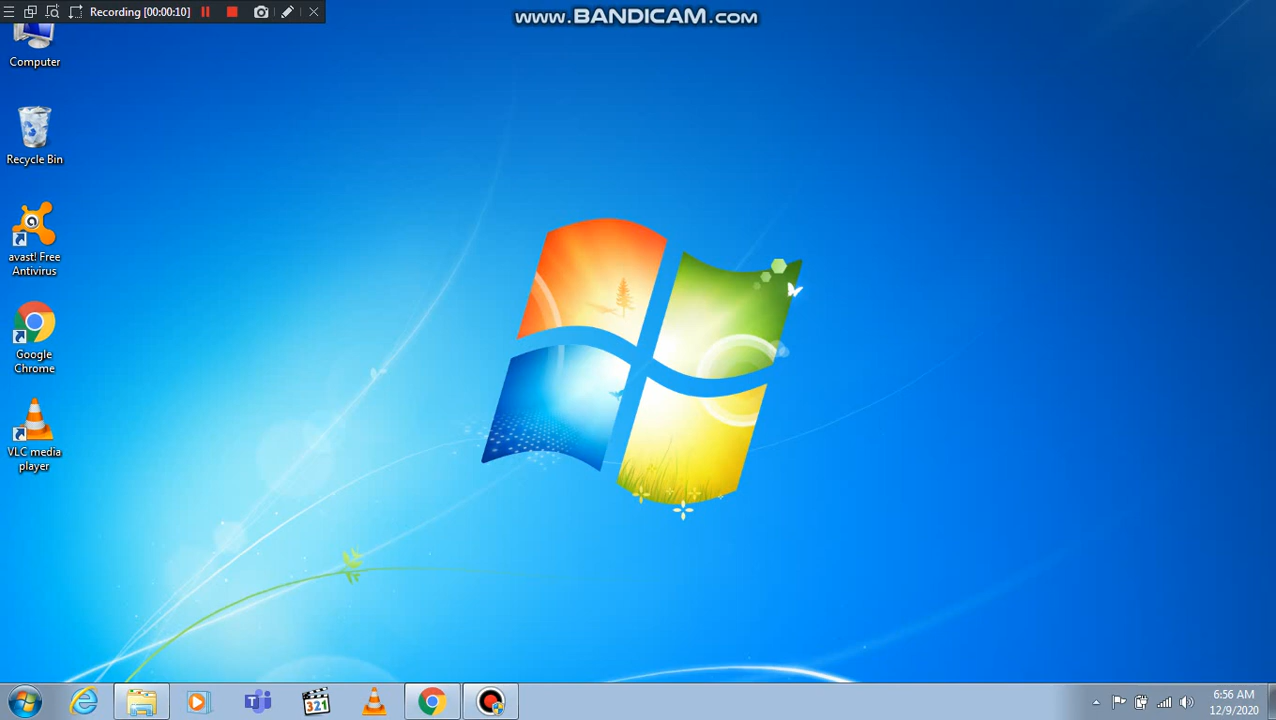 Recording [00:00:10]
www.BANDICAM.com
Computer
Recycle Bin
avast! Free
Antivirus
Google
Chrome
VLC media
player
321
6:56 AM
12/9/2020